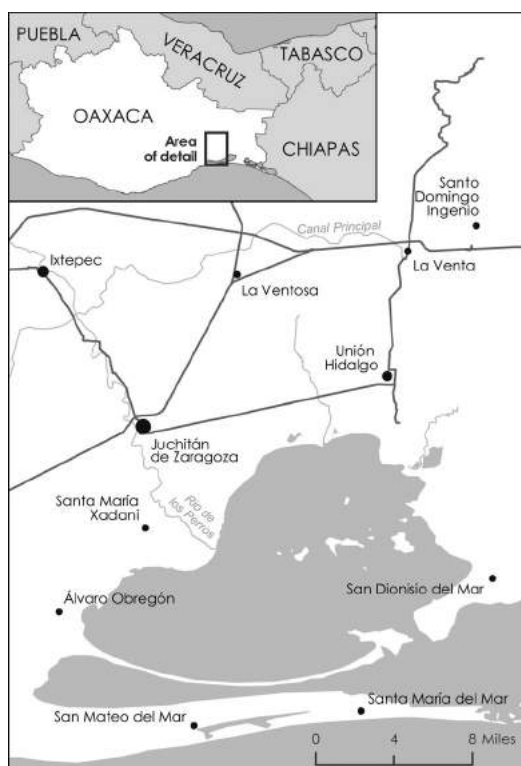 PUEBLA
VERACRUZ
TABASCO
OAXACA
Area
of detail
CHIAPAS
Santo
Domingo
Ingenio
Canal Principal
Ixtepec
La Venta
La Ventosa
Unión
Hidalgo
Juchitán
de Zaragoza
Santa María
Xadani
Rio de
los Perros
San Dionisio del Mar
Álvaro Obregón
Santa María del Mar
San Mateo del Mar
0 4 8 Miles